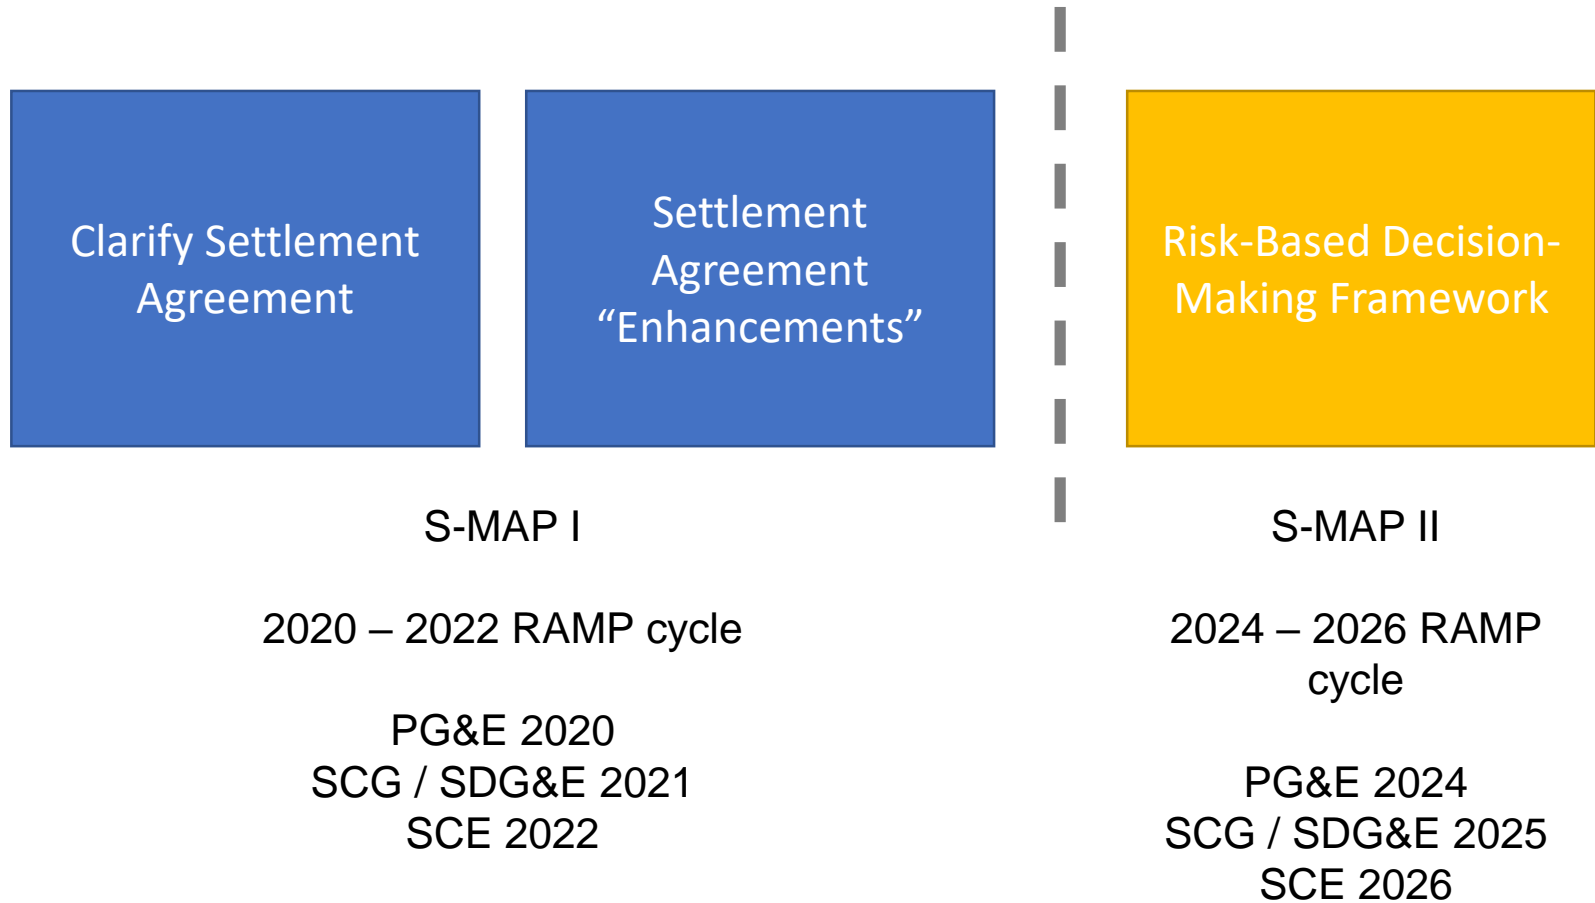 Clarify Settlement
Agreement
Settlement
Agreement
“Enhancements”
Risk-Based Decision-
Making Framework
S-MAP I
2020 – 2022 RAMP cycle
PG&E 2020
SCG / SDG&E 2021
SCE 2022
S-MAP II
2024 – 2026 RAMP
cycle
PG&E 2024
SCG / SDG&E 2025
SCE 2026